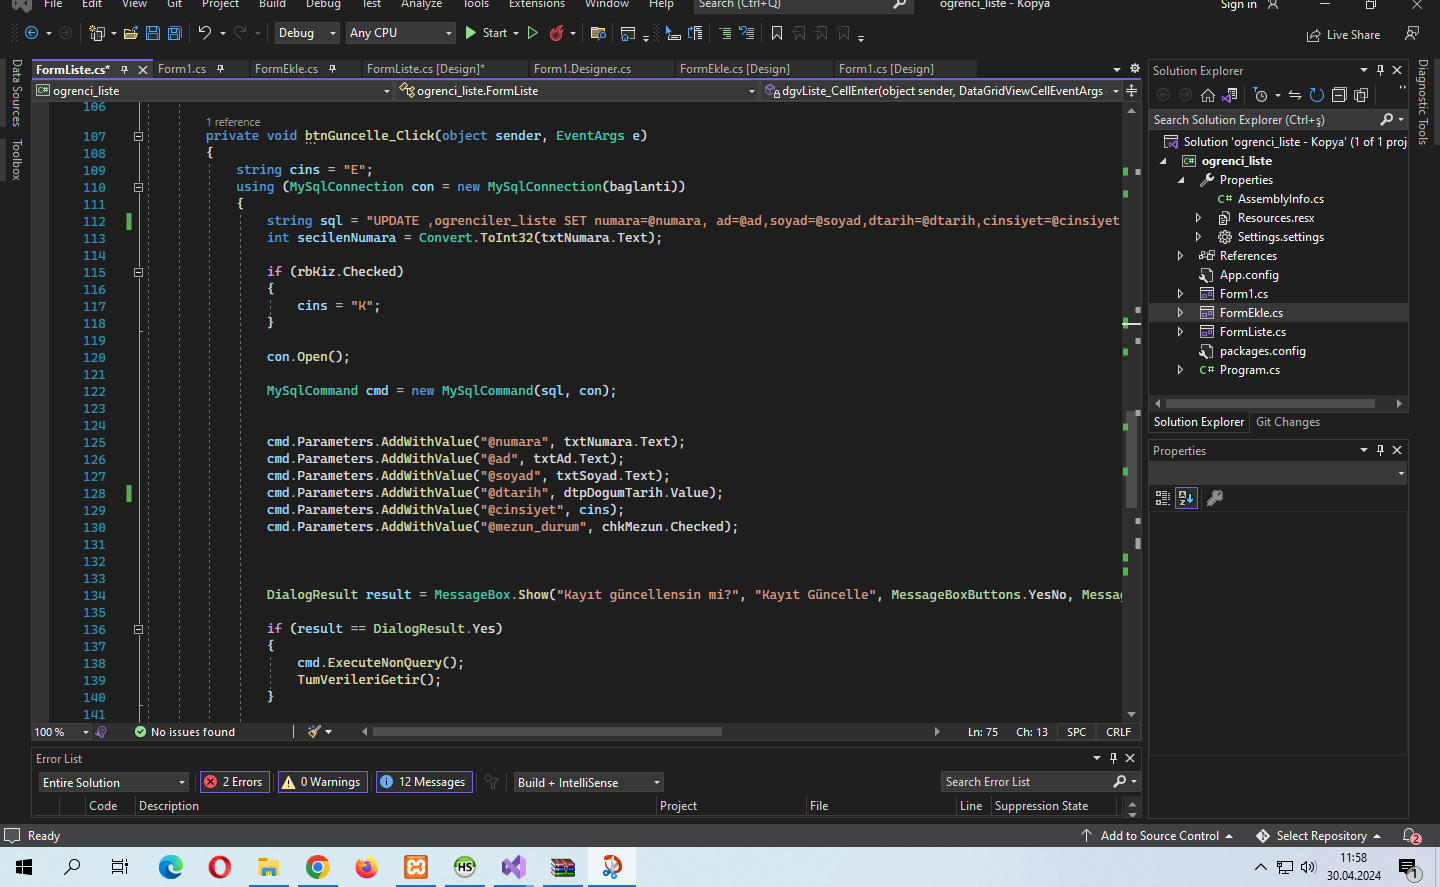 File Edit View Git Project Build Debug Test Analyze Tools Extensions Window Help Search (Ctrl+Q) ogrenci_liste - Kopya Sign in
Debug Any CPU Start Live Share
Data Sources
Toolbox
FormListe.cs* Form1.cs FormEkle.cs FormListe.cs [Design]* Form1.Designer.cs FormEkle.cs [Design] Form1.cs [Design]
ogrenci_liste ogrenci_liste.FormListe dgvListe_CellEnter(object sender, DataGridViewCellEventArgs
106
1 reference
107 private void btnGuncelle_Click(object sender, EventArgs e)
108 {
109 string cins = "E";
110 using (MySqlConnection con = new MySqlConnection(baglanti))
111 {
112 string sql = "UPDATE ,ogrenciler_liste SET numara=@numara, ad=@ad,soyad=@soyad,dtarih=@dtarih,cinsiyet=@cinsiyet
113 int secilenNumara = Convert.ToInt32(txtNumara.Text);
114
115 if (rbKiz.Checked)
116 {
117 cins = "K";
118 }
119
120 con.Open();
121
122 MySqlCommand cmd = new MySqlCommand(sql, con);
123
124
125 cmd.Parameters.AddWithValue("@numara", txtNumara.Text);
126 cmd.Parameters.AddWithValue("@ad", txtAd.Text);
127 cmd.Parameters.AddWithValue("@soyad", txtSoyad.Text);
128 cmd.Parameters.AddWithValue("@dtarih", dtpDogumTarih.Value);
129 cmd.Parameters.AddWithValue("@cinsiyet", cins);
130 cmd.Parameters.AddWithValue("@mezun_durum", chkMezun.Checked);
131
132
133
134 DialogResult result = MessageBox.Show("Kayıt güncellensin mi?", "Kayıt Güncelle", MessageBoxButtons.YesNo, Messag
135
136 if (result == DialogResult.Yes)
137 {
138 cmd.ExecuteNonQuery();
139 TumVerileriGetir();
140 }
141
100 % No issues found Ln: 75 Ch: 13 SPC CRLF
Error List
Entire Solution 2 Errors 0 Warnings 12 Messages Build + IntelliSense Search Error List
Code Description Project File Line Suppression State
Solution Explorer
Search Solution Explorer (Ctrl+ş)
Solution 'ogrenci_liste - Kopya' (1 of 1 proj
C# ogrenci_liste
Properties
C# AssemblyInfo.cs
Resources.resx
Settings.settings
References
App.config
Form1.cs
FormEkle.cs
FormListe.cs
packages.config
C# Program.cs
Solution Explorer Git Changes
Properties
Diagnostic Tools
Ready Add to Source Control Select Repository 2
HS 11:58
30.04.2024 1